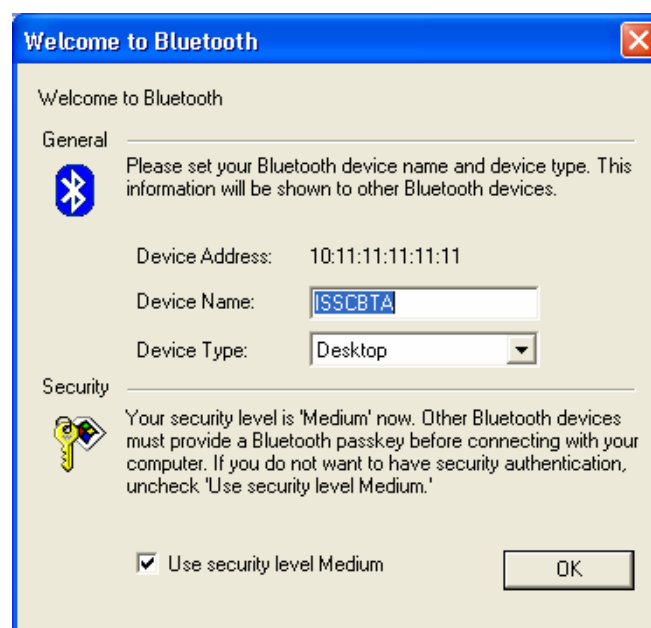 Welcome to Bluetooth
Welcome to Bluetooth
General
Please set your Bluetooth device name and device type. This
information will be shown to other Bluetooth devices.
Device Address: 10:11:11:11:11:11
Device Name: ISSCBTA
Device Type: Desktop
Security
Your security level is 'Medium' now. Other Bluetooth devices
must provide a Bluetooth passkey before connecting with your
computer. If you do not want to have security authentication,
uncheck 'Use security level Medium.'
Use security level Medium
OK